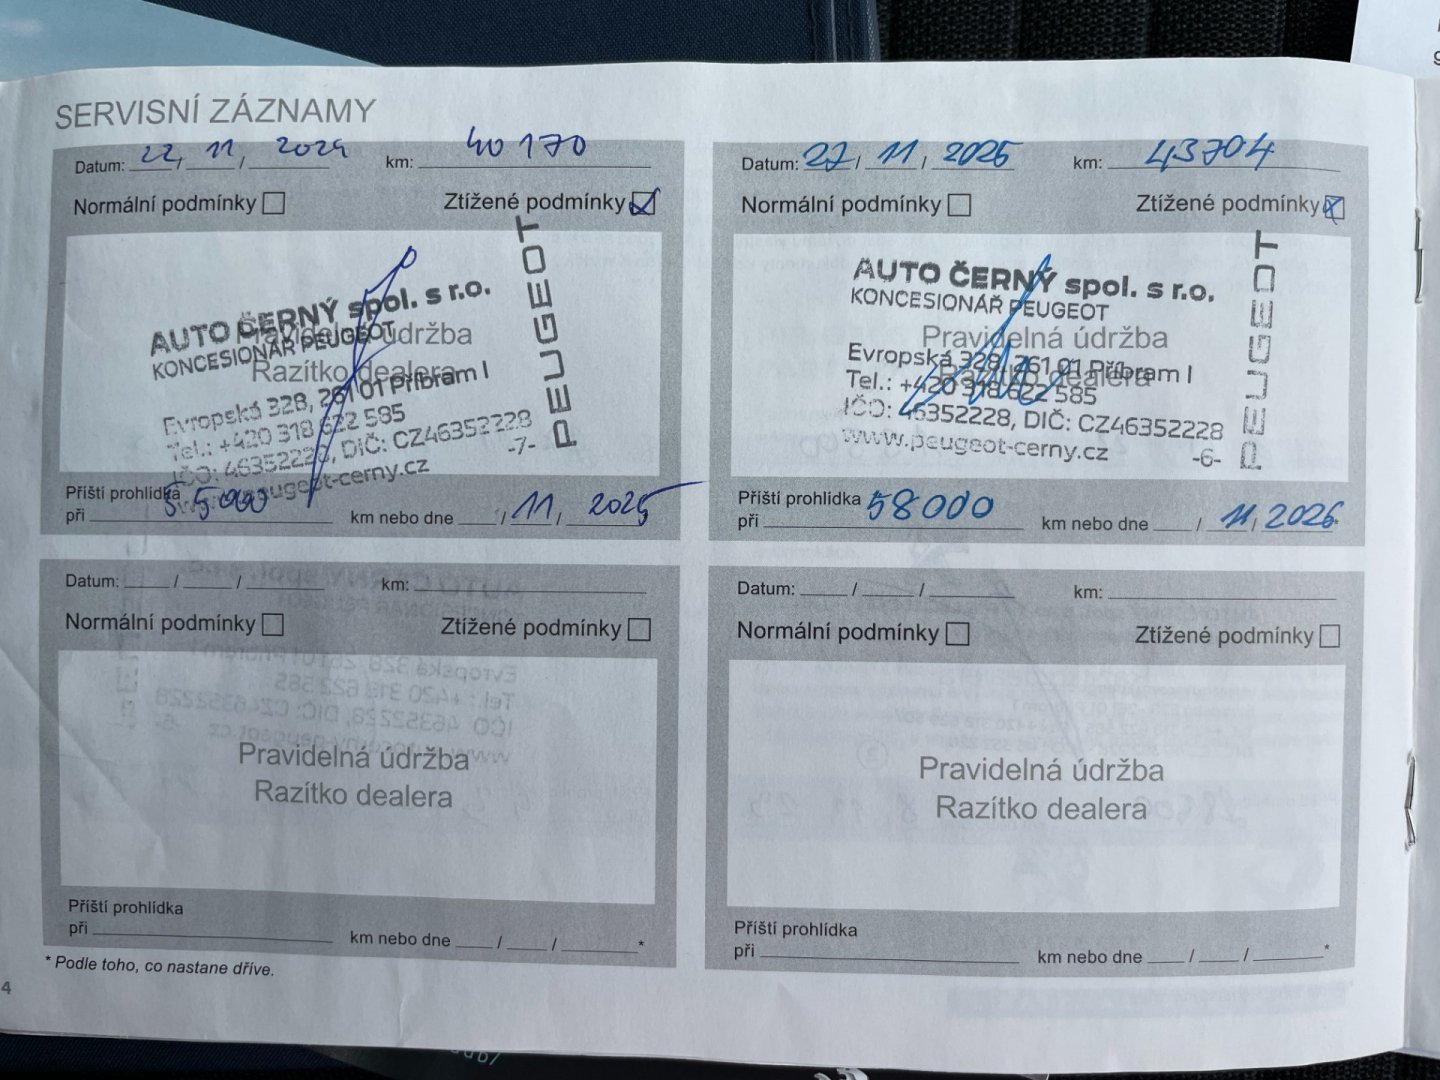 SERVISNÍ ZÁZNAMY
Datum: 22, 11 / 2024 km: 40 170
Normální podmínky Ztížené podmínky
AUTO ČERNÝ spol. s r.o.
KONCESIONÁŘ PEUGEOT
Pravidelná údržba
Razítko dealera
Evropská 328, 261 01 Příbram I
Tel.: +420 318 622 585
IČO: 46352228, DIČ: CZ46352228
-7-
PEUGEOT
Příští prohlídka
při 55000 km nebo dne / 11, 2025
Datum: 27 / 11 / 2025 km: 43704
Normální podmínky Ztížené podmínky
AUTO ČERNÝ spol. s r.o.
KONCESIONÁŘ PEUGEOT
Pravidelná údržba
Razítko dealera
Evropská 328, 261 01 Příbram I
Tel.: +420 318 622 585
IČO: 46352228, DIČ: CZ46352228
www.peugeot-cerny.cz -6-
PEUGEOT
Příští prohlídka
při 58000 km nebo dne / 11, 2026
Datum: / / km:
Normální podmínky Ztížené podmínky
Pravidelná údržba
Razítko dealera
Příští prohlídka
při km nebo dne / / *
Datum: / / km:
Normální podmínky Ztížené podmínky
Pravidelná údržba
Razítko dealera
Příští prohlídka
při km nebo dne / / *
* Podle toho, co nastane dříve.
4